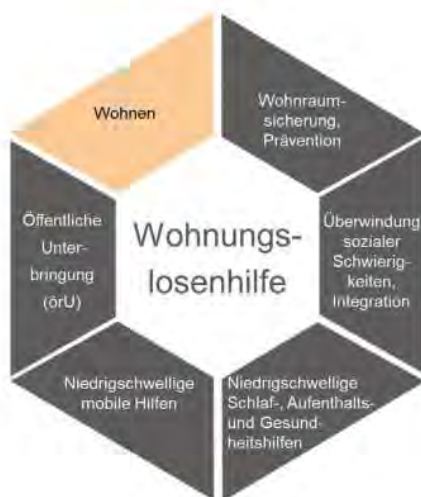 Wohnen
Wohnraum-
sicherung,
Prävention
Öffentliche
Unter-
bringung
(örU)
Wohnungs-
losenhilfe
Überwindung
sozialer
Schwierig-
keiten,
Integration
Niedrigschwellige
mobile Hilfen
Niedrigschwellige
Schlaf-, Aufenthalts-
und Gesund-
heitshilfen